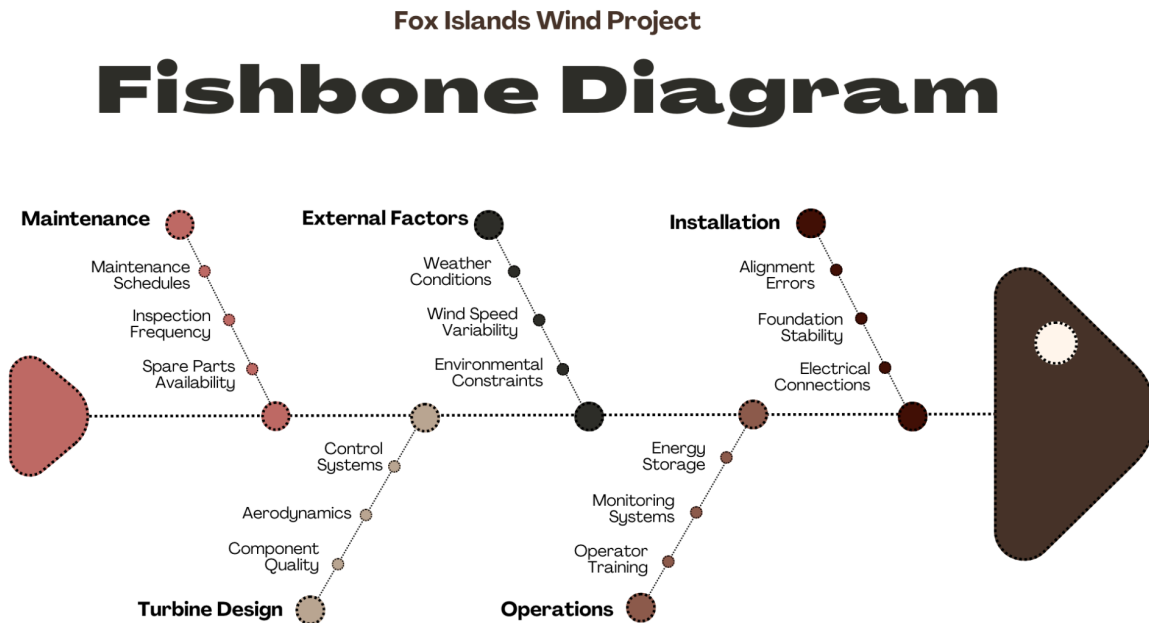 Fox Islands Wind Project
Fishbone Diagram
Maintenance
Maintenance
Schedules
Inspection
Frequency
Spare Parts
Availability
External Factors
Weather
Conditions
Wind Speed
Variability
Environmental
Constraints
Installation
Alignment
Errors
Foundation
Stability
Electrical
Connections
Control
Systems
Aerodynamics
Component
Quality
Turbine Design
Energy
Storage
Monitoring
Systems
Operator
Training
Operations